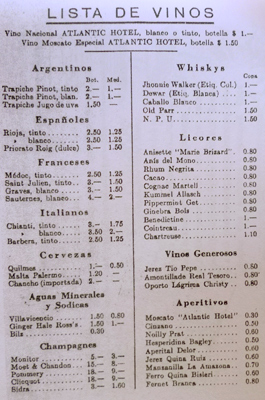 LISTA DE VINOS
Vino Nacional ATLANTIC HOTEL, blanco o tinto, botella $ 1.—
Vino Moscato Especial ATLANTIC HOTEL, botella $ 1.50
Argentinos
Bot. Med.
Trapiche Pinot, tinto 2.— 1.—
Trapiche Pinot, blan. 2.— 1.—
Trapiche Jugo de uva 1.50 —
Españoles
Rioja, tinto 2.50 1.25
» blanco 2.50 1.25
Priorato Roig (dulce) 3.— 1.50
Franceses
Médoc, tinto 2.50 1.25
Saint Julien, tinto 3.— 1.50
Graves, blanco 3.— 1.50
Sauternes, blanco 4.— 2.—
Italianos
Chianti, tinto 3.— 1.75
» blanco 2.50 2.—
Barbera, tinto 2.50 1.25
Cervezas
Quilmes 1.— 0.50
Malta Palermo 1.20 —
Chancho (importada) 2.— —
Aguas Minerales
y Sodicas
Villavicencio 1.50 0.80
Ginger Hale Ross's 1.50 1.—
Bilz 0.30
Champagnes
Monitor 5.— 3.—
Moet & Chandon 15.— 8.—
Pommery 18.— 9.—
Clicquot 18.— 9.—
Sidra 3.— 1.60
Whiskys
Copa
Jhonnie Walker (Etiq. Col.) 1.—
Dewar (Etiq. Blanca) 1.—
Caballo Blanco 1.—
Old Parr 1.50
N. P. U. 1.50
Licores
Anisette "Marie Brizard" 0.80
Anís del Mono 0.80
Rhum Negrita 0.80
Cacao 0.80
Cognac Martell 0.80
Kummel Allasch 0.80
Pippermint Get 0.80
Ginebra Bols 0.80
Benedictine 1.—
Cointreau 1.—
Chartreuse 1.10
Vinos Generosos
Jerez Tio Pepe 0.80
Amontillado Real Tesoro 0.80
Oporto Lágrima Christy 0.80
Aperitivos
Moscato "Atlantic Hotel" 0.30
Cinzano 0.50
Noilly Prat 0.60
Hesperidina Bagley 0.50
Aperital Delor 0.60
Jerez Quina Ruiz 0.60
Manzanilla La Amazona 0.70
Ferro Quina Bisleri 0.60
Fernet Branca 0.80